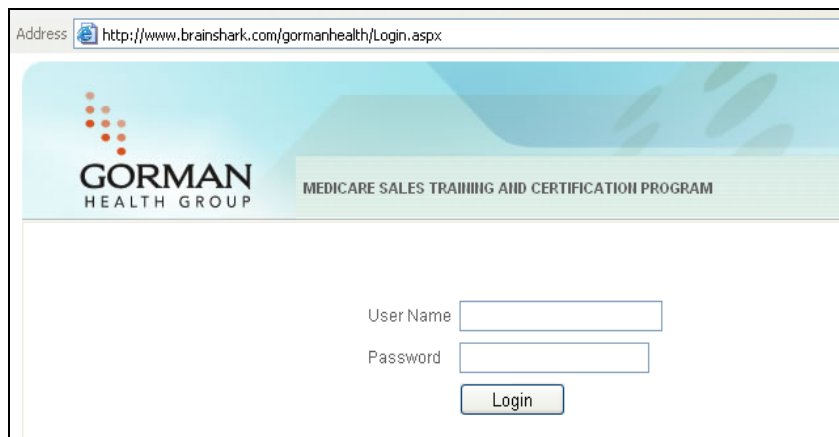 Address http://www.brainshark.com/gormanhealth/Login.aspx
GORMAN
HEALTH GROUP
MEDICARE SALES TRAINING AND CERTIFICATION PROGRAM
User Name
Password
Login